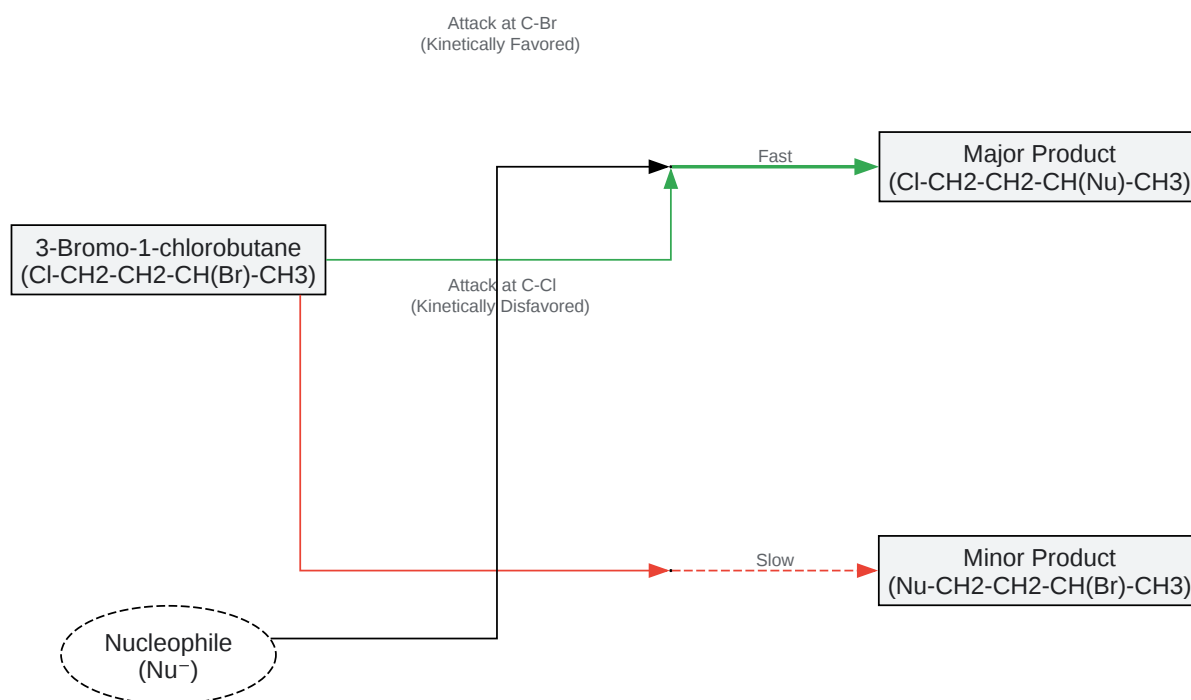 Attack at C-Br
(Kinetically Favored)
Fast
Major Product
(Cl-CH2-CH2-CH(Nu)-CH3)
3-Bromo-1-chlorobutane
(Cl-CH2-CH2-CH(Br)-CH3)
Attack at C-Cl
(Kinetically Disfavored)
Slow
Minor Product
(Nu-CH2-CH2-CH(Br)-CH3)
Nucleophile
(Nu⁻)